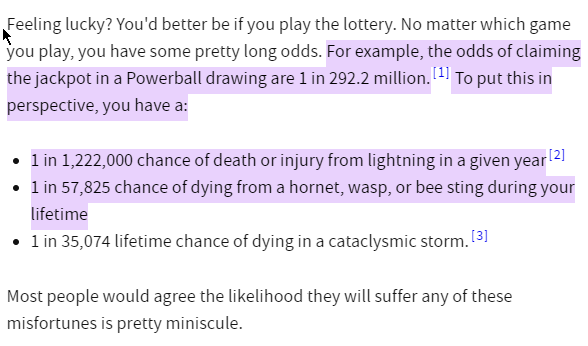 Feeling lucky? You'd better be if you play the lottery. No matter which game
you play, you have some pretty long odds. For example, the odds of claiming
the jackpot in a Powerball drawing are 1 in 292.2 million.[1] To put this in
perspective, you have a:
• 1 in 1,222,000 chance of death or injury from lightning in a given year[2]
• 1 in 57,825 chance of dying from a hornet, wasp, or bee sting during your
lifetime
• 1 in 35,074 lifetime chance of dying in a cataclysmic storm.[3]
Most people would agree the likelihood they will suffer any of these
misfortunes is pretty miniscule.